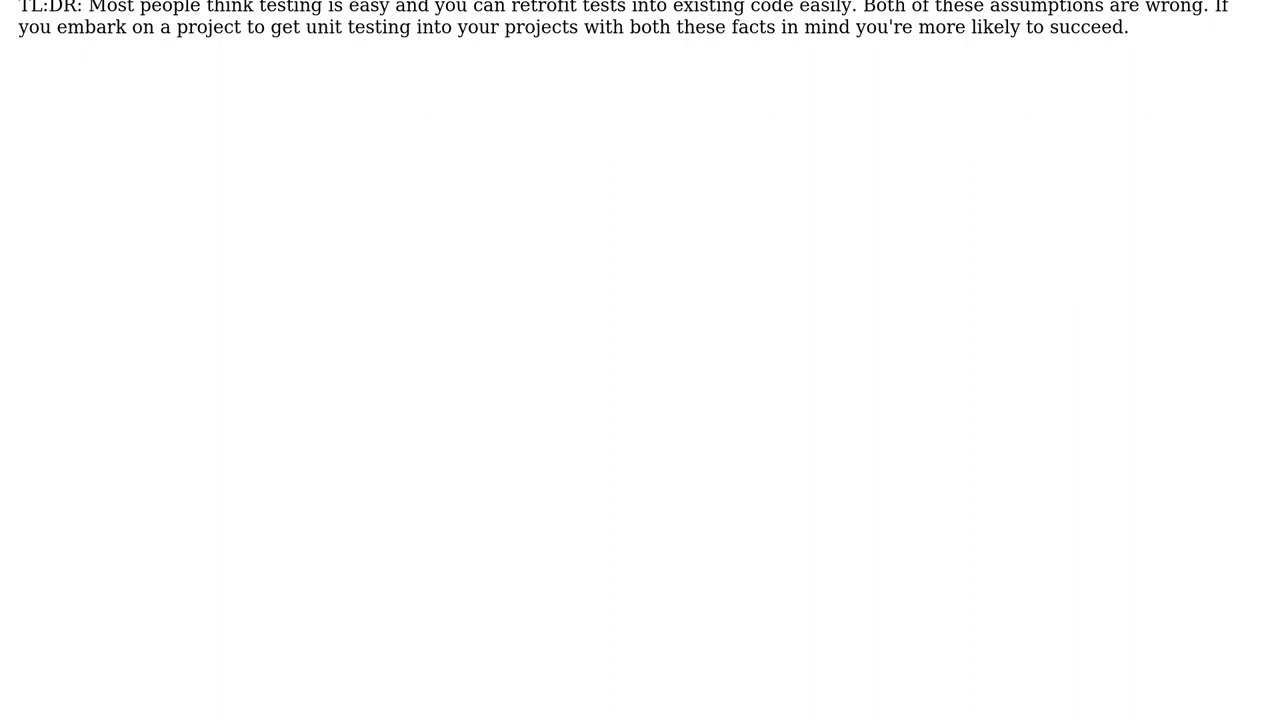 TL:DR: Most people think testing is easy and you can retrofit tests into existing code easily. Both of these assumptions are wrong. If
you embark on a project to get unit testing into your projects with both these facts in mind you're more likely to succeed.